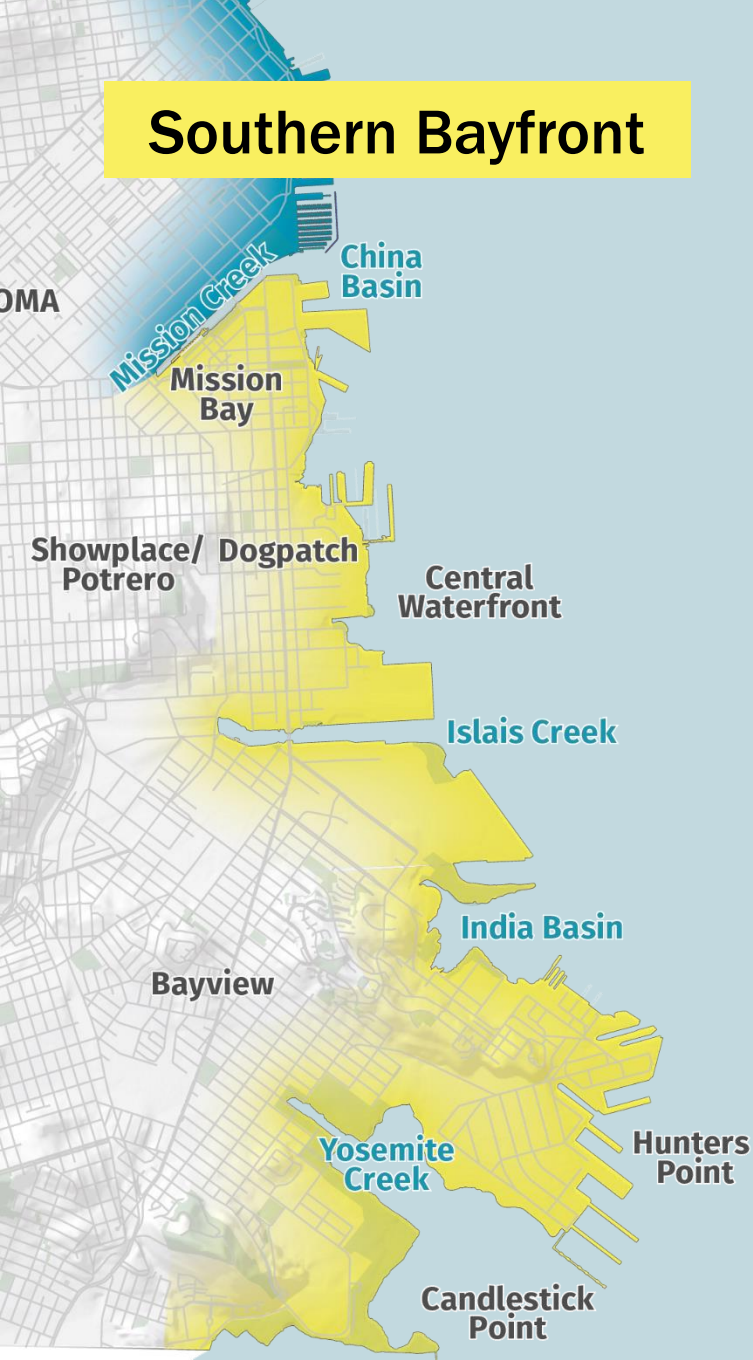 Southern Bayfront
China
Basin
Mission Creek
OMA
Mission
Bay
Showplace/
Potrero
Dogpatch
Central
Waterfront
Islais Creek
India Basin
Bayview
Hunters
Point
Yosemite
Creek
Candlestick
Point